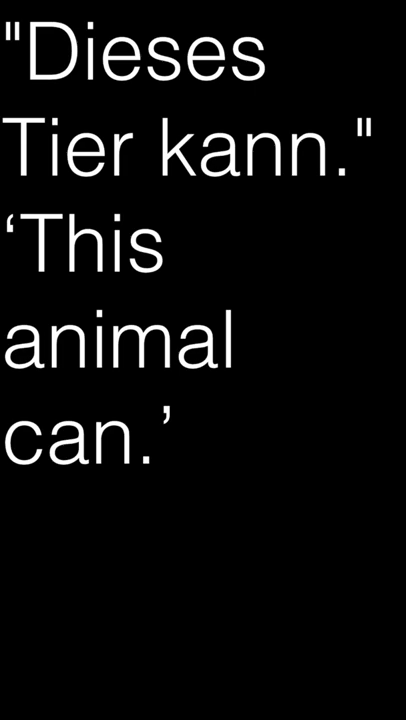 "Dieses
Tier kann."
‘This
animal
can.’